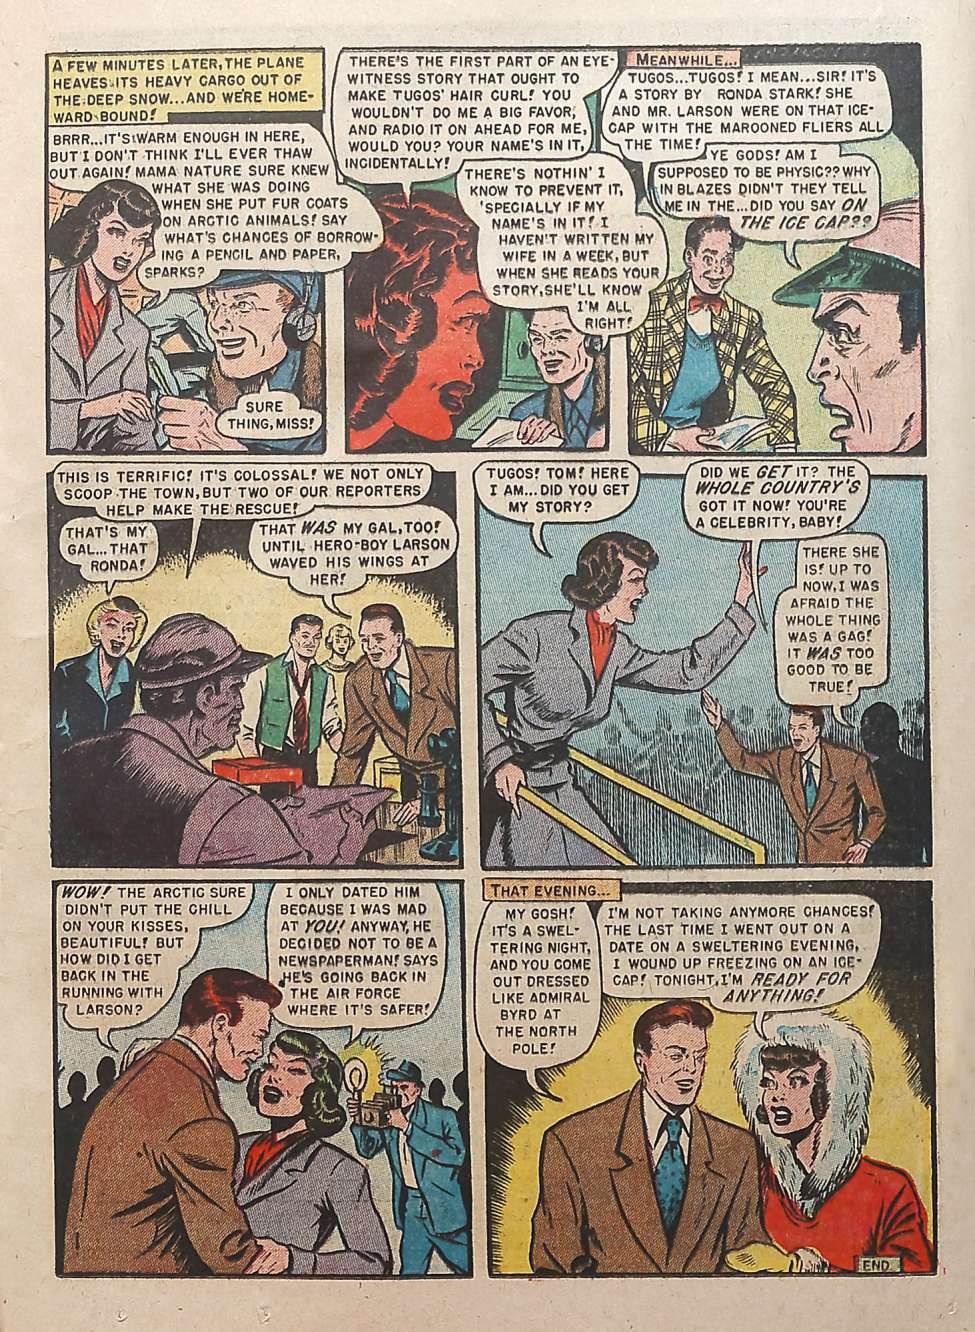 A FEW MINUTES LATER, THE PLANE
HEAVES ITS HEAVY CARGO OUT OF
THE DEEP SNOW...AND WE'RE HOME-
WARD BOUND!
BRRR...IT'S WARM ENOUGH IN HERE,
BUT I DON'T THINK I'LL EVER THAW
OUT AGAIN! MAMA NATURE SURE KNEW
WHAT SHE WAS DOING
WHEN SHE PUT FUR COATS
ON ARCTIC ANIMALS! SAY
WHAT'S CHANCES OF BORROW-
ING A PENCIL AND PAPER,
SPARKS?
SURE
THING, MISS!
THERE'S THE FIRST PART OF AN EYE-
WITNESS STORY THAT OUGHT TO
MAKE TUGOS' HAIR CURL! YOU
WOULDN'T DO ME A BIG FAVOR,
AND RADIO IT ON AHEAD FOR ME,
WOULD YOU? YOUR NAME'S IN IT,
INCIDENTALLY!
THERE'S NOTHIN' I
KNOW TO PREVENT IT,
'SPECIALLY IF MY
NAME'S IN IT! I
HAVEN'T WRITTEN MY
WIFE IN A WEEK, BUT
WHEN SHE READS YOUR
STORY, SHE'LL KNOW
I'M ALL
RIGHT!
MEANWHILE...
TUGOS...TUGOS! I MEAN...SIR! IT'S
A STORY BY RONDA STARK! SHE
AND MR. LARSON WERE ON THAT ICE-
CAP WITH THE MAROONED FLIERS ALL
THE TIME!
YE GODS! AM I
SUPPOSED TO BE PHYSIC?? WHY
IN BLAZES DIDN'T THEY TELL
ME IN THE...DID YOU SAY ON
THE ICE CAP??
THIS IS TERRIFIC! IT'S COLOSSAL! WE NOT ONLY
SCOOP THE TOWN, BUT TWO OF OUR REPORTERS
HELP MAKE THE RESCUE!
THAT'S MY
GAL...THAT
RONDA!
THAT WAS MY GAL, TOO!
UNTIL HERO-BOY LARSON
WAVED HIS WINGS AT
HER!
TUGOS! TOM! HERE
I AM...DID YOU GET
MY STORY?
DID WE GET IT? THE
WHOLE COUNTRY'S
GOT IT NOW! YOU'RE
A CELEBRITY, BABY!
THERE SHE
IS! UP TO
NOW, I WAS
AFRAID THE
WHOLE THING
WAS A GAG!
IT WAS TOO
GOOD TO BE
TRUE!
WOW! THE ARCTIC SURE
DIDN'T PUT THE CHILL
ON YOUR KISSES,
BEAUTIFUL! BUT
HOW DID I GET
BACK IN THE
RUNNING WITH
LARSON?
I ONLY DATED HIM
BECAUSE I WAS MAD
AT YOU! ANYWAY, HE
DECIDED NOT TO BE A
NEWSPAPERMAN! SAYS
HE'S GOING BACK IN
THE AIR FORCE
WHERE IT'S SAFER!
THAT EVENING...
MY GOSH!
IT'S A SWEL-
TERING NIGHT,
AND YOU COME
OUT DRESSED
LIKE ADMIRAL
BYRD AT
THE NORTH
POLE!
I'M NOT TAKING ANYMORE CHANCES!
THE LAST TIME I WENT OUT ON A
DATE ON A SWELTERING EVENING,
I WOUND UP FREEZING ON AN ICE-
CAP! TONIGHT, I'M READY FOR
ANYTHING!
END.